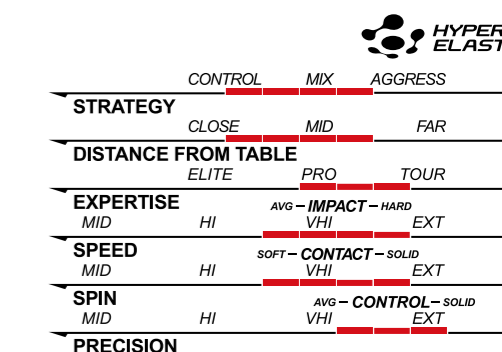 HYPER
ELAST
CONTROL MIX AGGRESS
STRATEGY
CLOSE MID FAR
DISTANCE FROM TABLE
ELITE PRO TOUR
EXPERTISE AVG – IMPACT – HARD
MID HI VHI EXT
SPEED SOFT – CONTACT – SOLID
MID HI VHI EXT
SPIN AVG – CONTROL – SOLID
MID HI VHI EXT
PRECISION